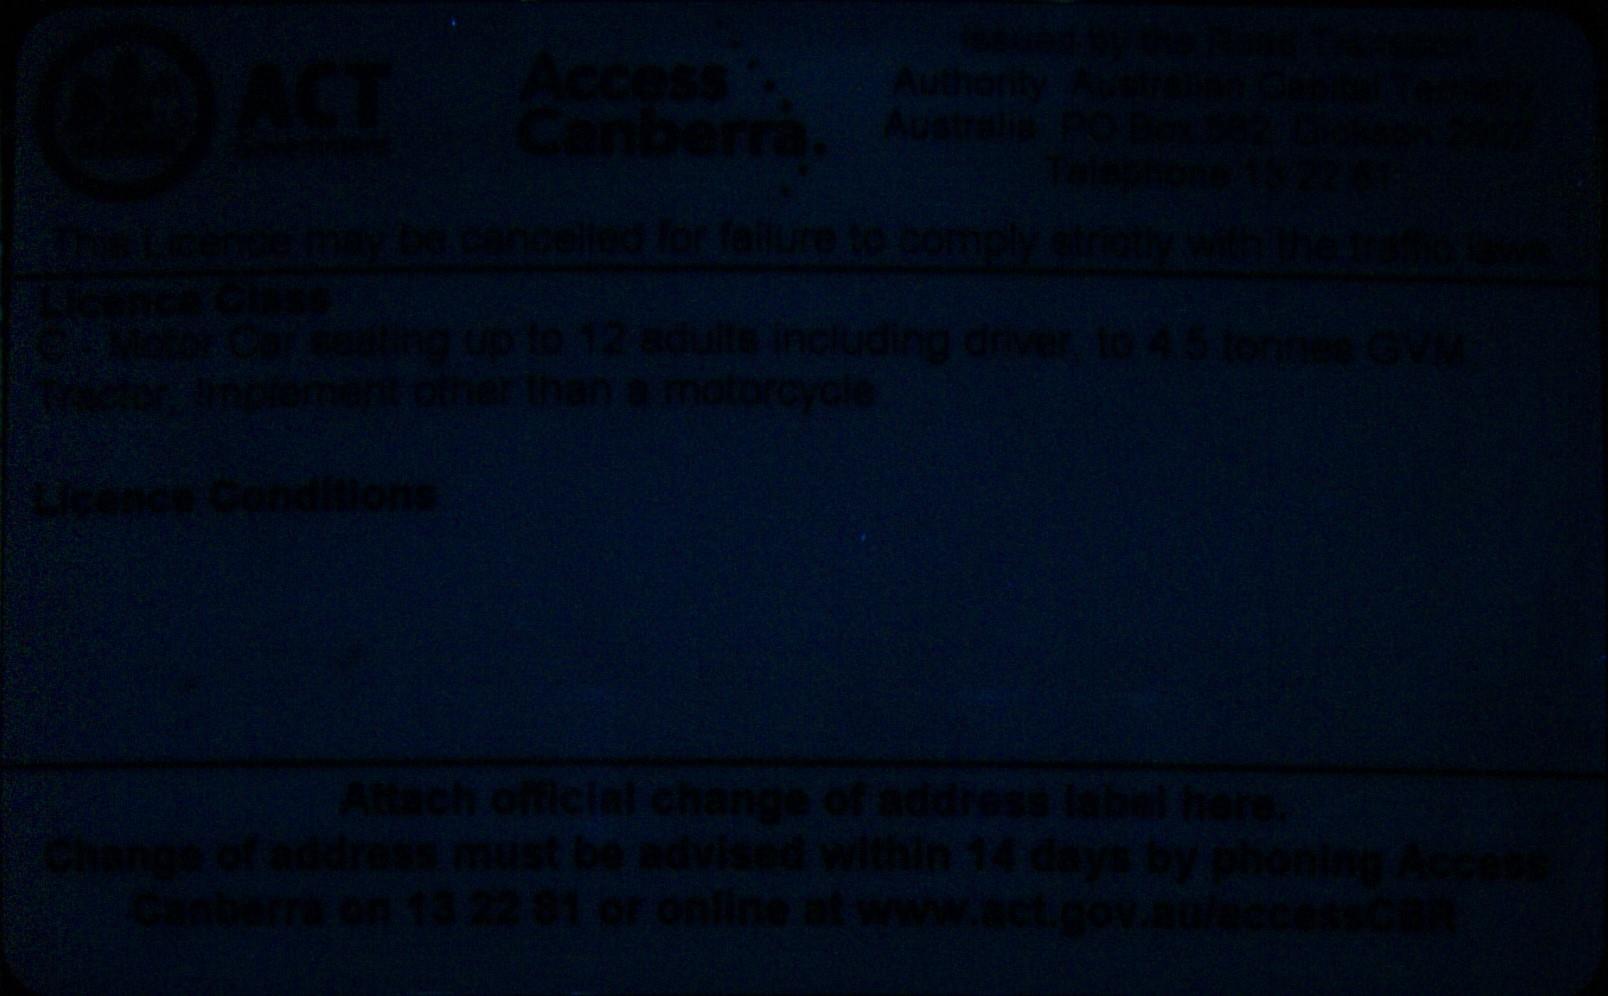 ACT
Government
Access
Canberra.
Issued by the Road Transport
Authority Australian Capital Territory
Australia PO Box 582 Dickson 2602
Telephone 13 22 81
This Licence may be cancelled for failure to comply strictly with the traffic laws
Licence Class
C - Motor Car seating up to 12 adults including driver, to 4.5 tonnes GVM
Tractor, Implement other than a motorcycle
Licence Conditions
Attach official change of address label here.
Change of address must be advised within 14 days by phoning Access
Canberra on 13 22 81 or online at www.act.gov.au/accessCBR